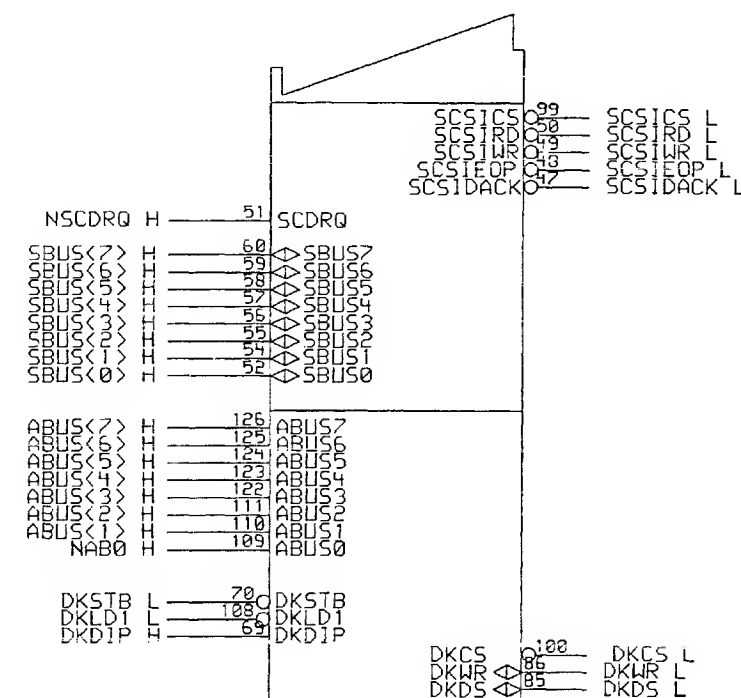 SCSICS 99 SCSICS L
SCSIRD 50 SCSIRD L
SCSIWR 49 SCSIWR L
SCSIEOP 48 SCSIEOP L
SCSIDACK 47 SCSIDACK L
NSCDRQ H 51 SCDRQ
SBUS<7> H 60 SBUS7
SBUS<6> H 59 SBUS6
SBUS<5> H 58 SBUS5
SBUS<4> H 57 SBUS4
SBUS<3> H 56 SBUS3
SBUS<2> H 55 SBUS2
SBUS<1> H 54 SBUS1
SBUS<0> H 52 SBUS0
ABUS<7> H 126 ABUS7
ABUS<6> H 125 ABUS6
ABUS<5> H 124 ABUS5
ABUS<4> H 123 ABUS4
ABUS<3> H 122 ABUS3
ABUS<2> H 111 ABUS2
ABUS<1> H 110 ABUS1
NAB0 H 109 ABUS0
DKSTB L 70 DKSTB
DKLD1 L 108 DKLD1
DKDIP H 69 DKDIP
DKCS 100 DKCS L
DKWR 86 DKWR L
DKDS 85 DKDS L